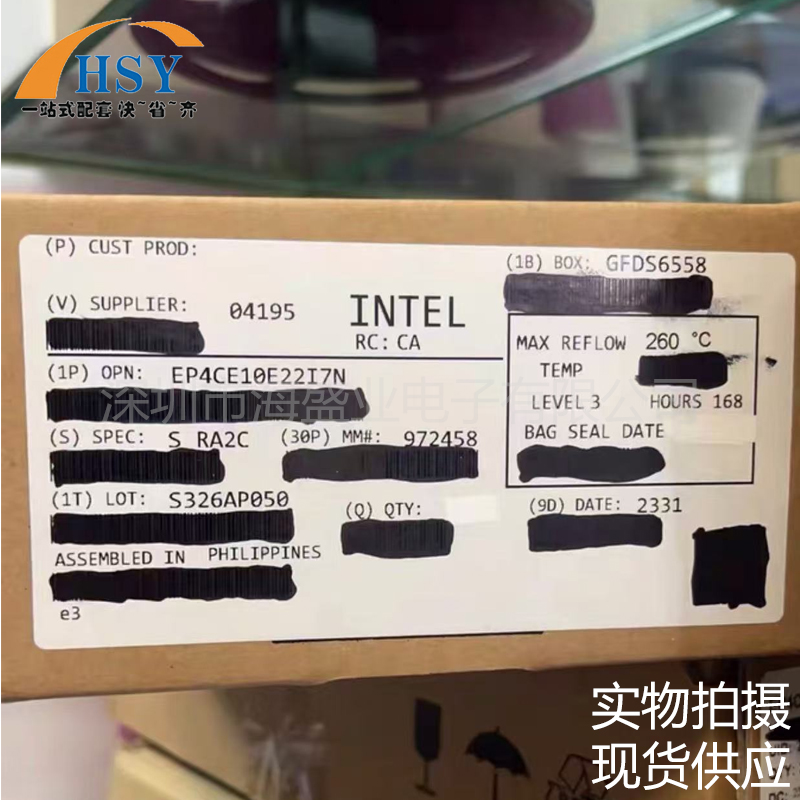 HSY
一站式配套 快~省~齐
(P) CUST PROD:
(1B) BOX: GFDS6558
(V) SUPPLIER: 04195
INTEL
RC: CA
MAX REFLOW 260 ℃
TEMP
LEVEL 3 HOURS 168
BAG SEAL DATE
(1P) OPN: EP4CE10E22I7N
深圳市海盛业电子有限公司
(S) SPEC: S RA2C
(30P) MM#: 972458
(1T) LOT: S326AP050
(Q) QTY:
(9D) DATE: 2331
ASSEMBLED IN PHILIPPINES
e3
实物拍摄
现货供应